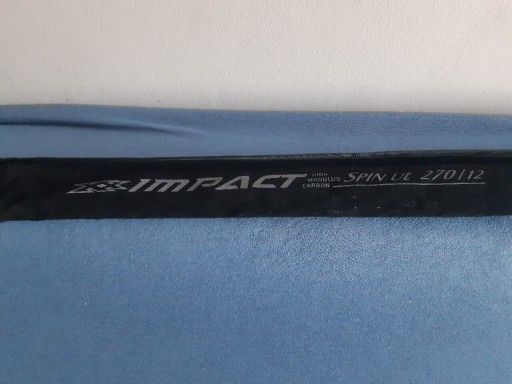 IMPACT
HIGH
MODULUS
CARBON
SPIN UL 270/12